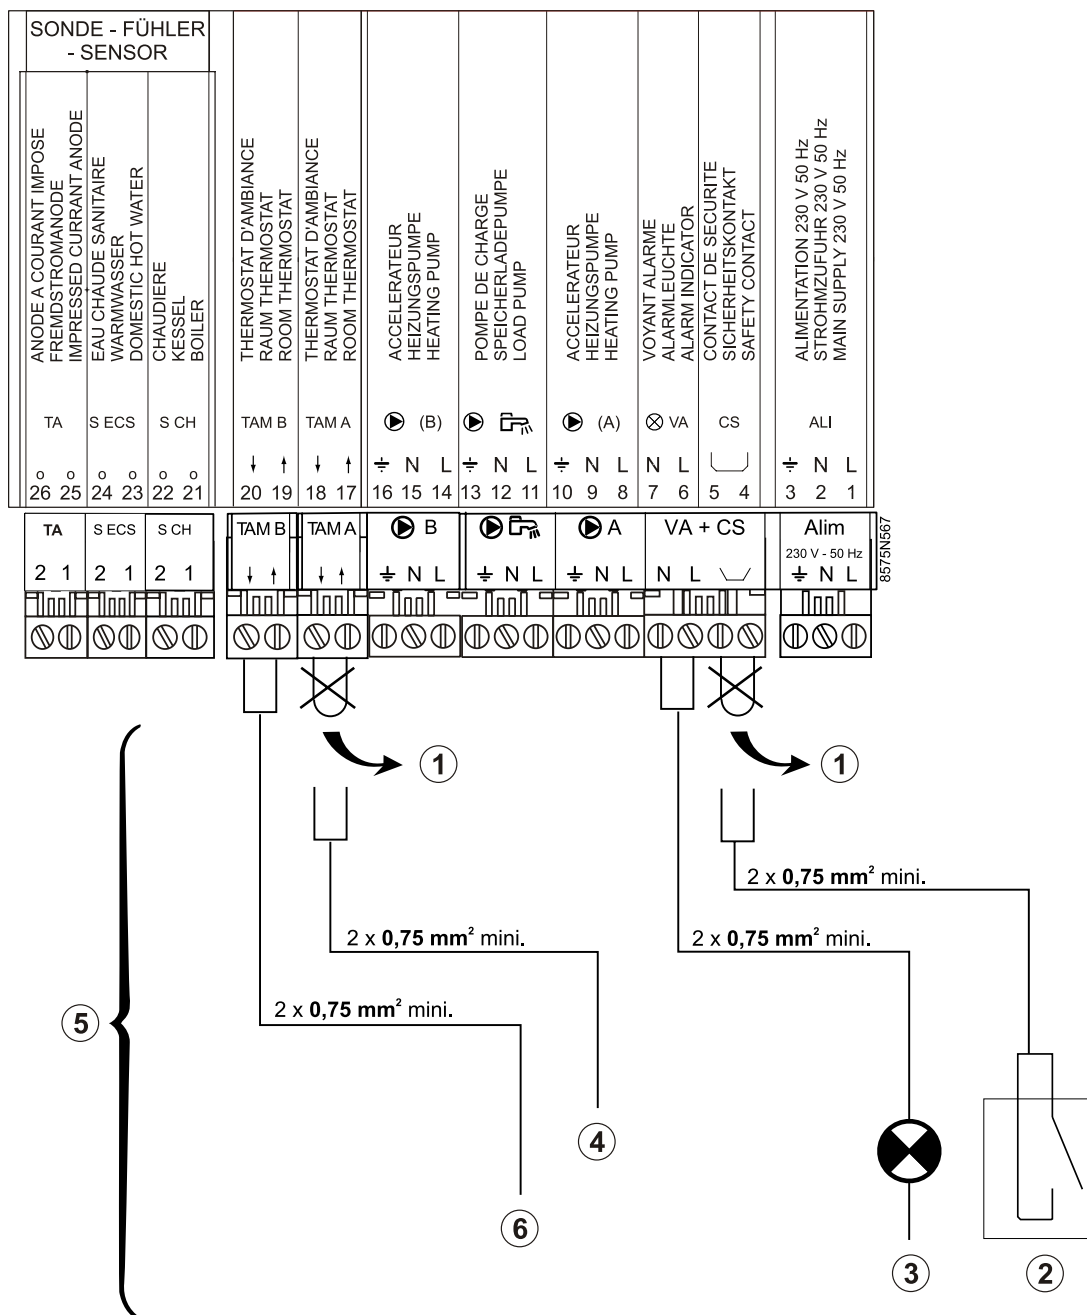 SONDE - FÜHLER
- SENSOR
ANODE A COURANT IMPOSE
FREMDSTROMANODE
IMPRESSED CURRANT ANODE
EAU CHAUDE SANITAIRE
WARMWASSER
DOMESTIC HOT WATER
CHAUDIERE
KESSEL
BOILER
THERMOSTAT D'AMBIANCE
RAUM THERMOSTAT
ROOM THERMOSTAT
THERMOSTAT D'AMBIANCE
RAUM THERMOSTAT
ROOM THERMOSTAT
ACCELERATEUR
HEIZUNGSPUMPE
HEATING PUMP
POMPE DE CHARGE
SPEICHERLADEPUMPE
LOAD PUMP
ACCELERATEUR
HEIZUNGSPUMPE
HEATING PUMP
VOYANT ALARME
ALARMLEUCHTE
ALARM INDICATOR
CONTACT DE SECURITE
SICHERHEITSKONTAKT
SAFETY CONTACT
ALIMENTATION 230 V 50 Hz
STROHMZUFUHR 230 V 50 Hz
MAIN SUPPLY 230 V 50 Hz
TA S ECS S CH TAM B TAM A (B) (A) VA CS ALI
N L N L N L N L N L
26 25 24 23 22 21 20 19 18 17 16 15 14 13 12 11 10 9 8 7 6 5 4 3 2 1
TA S ECS S CH TAM B TAM A B A VA + CS Alim
230 V - 50 Hz
2 1 2 1 2 1 N L N L N L N L N L
8575N567
1 1
2 x 0,75 mm² mini.
2 x 0,75 mm² mini. 2 x 0,75 mm² mini.
2 x 0,75 mm² mini.
5
4
6
3 2